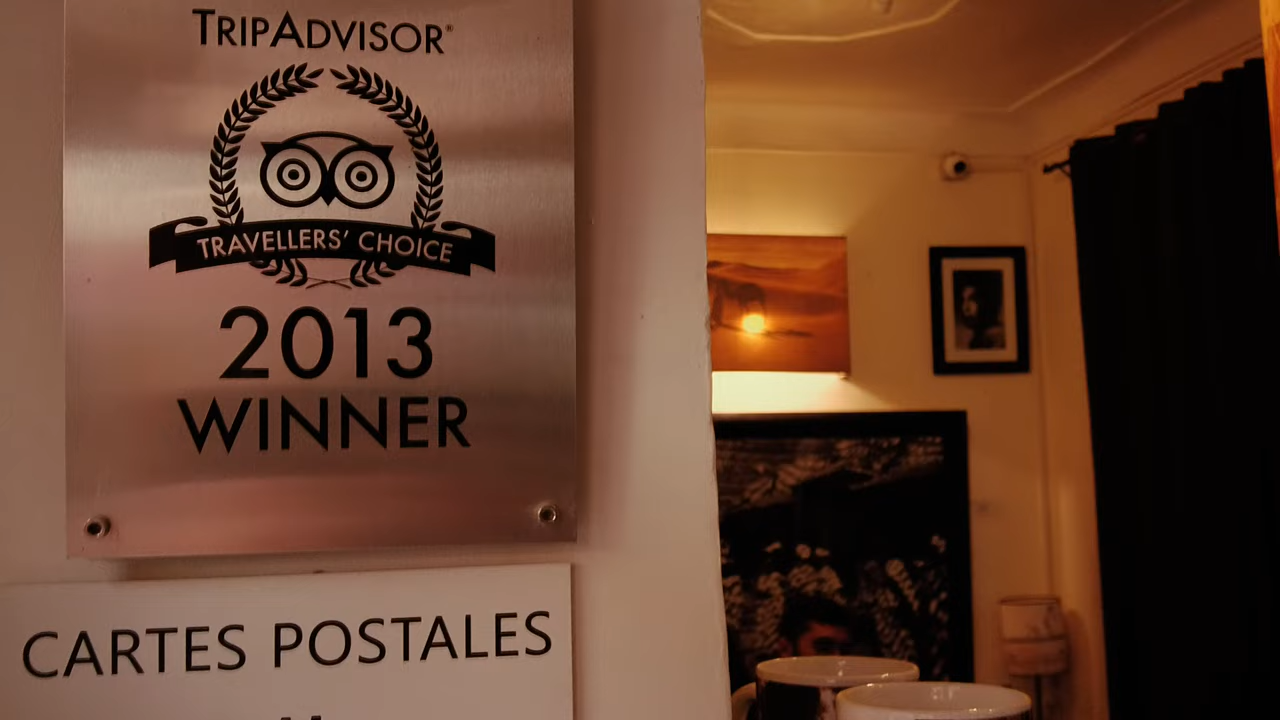 TRIPADVISOR®
TRAVELLERS' CHOICE
2013
WINNER
CARTES POSTALES